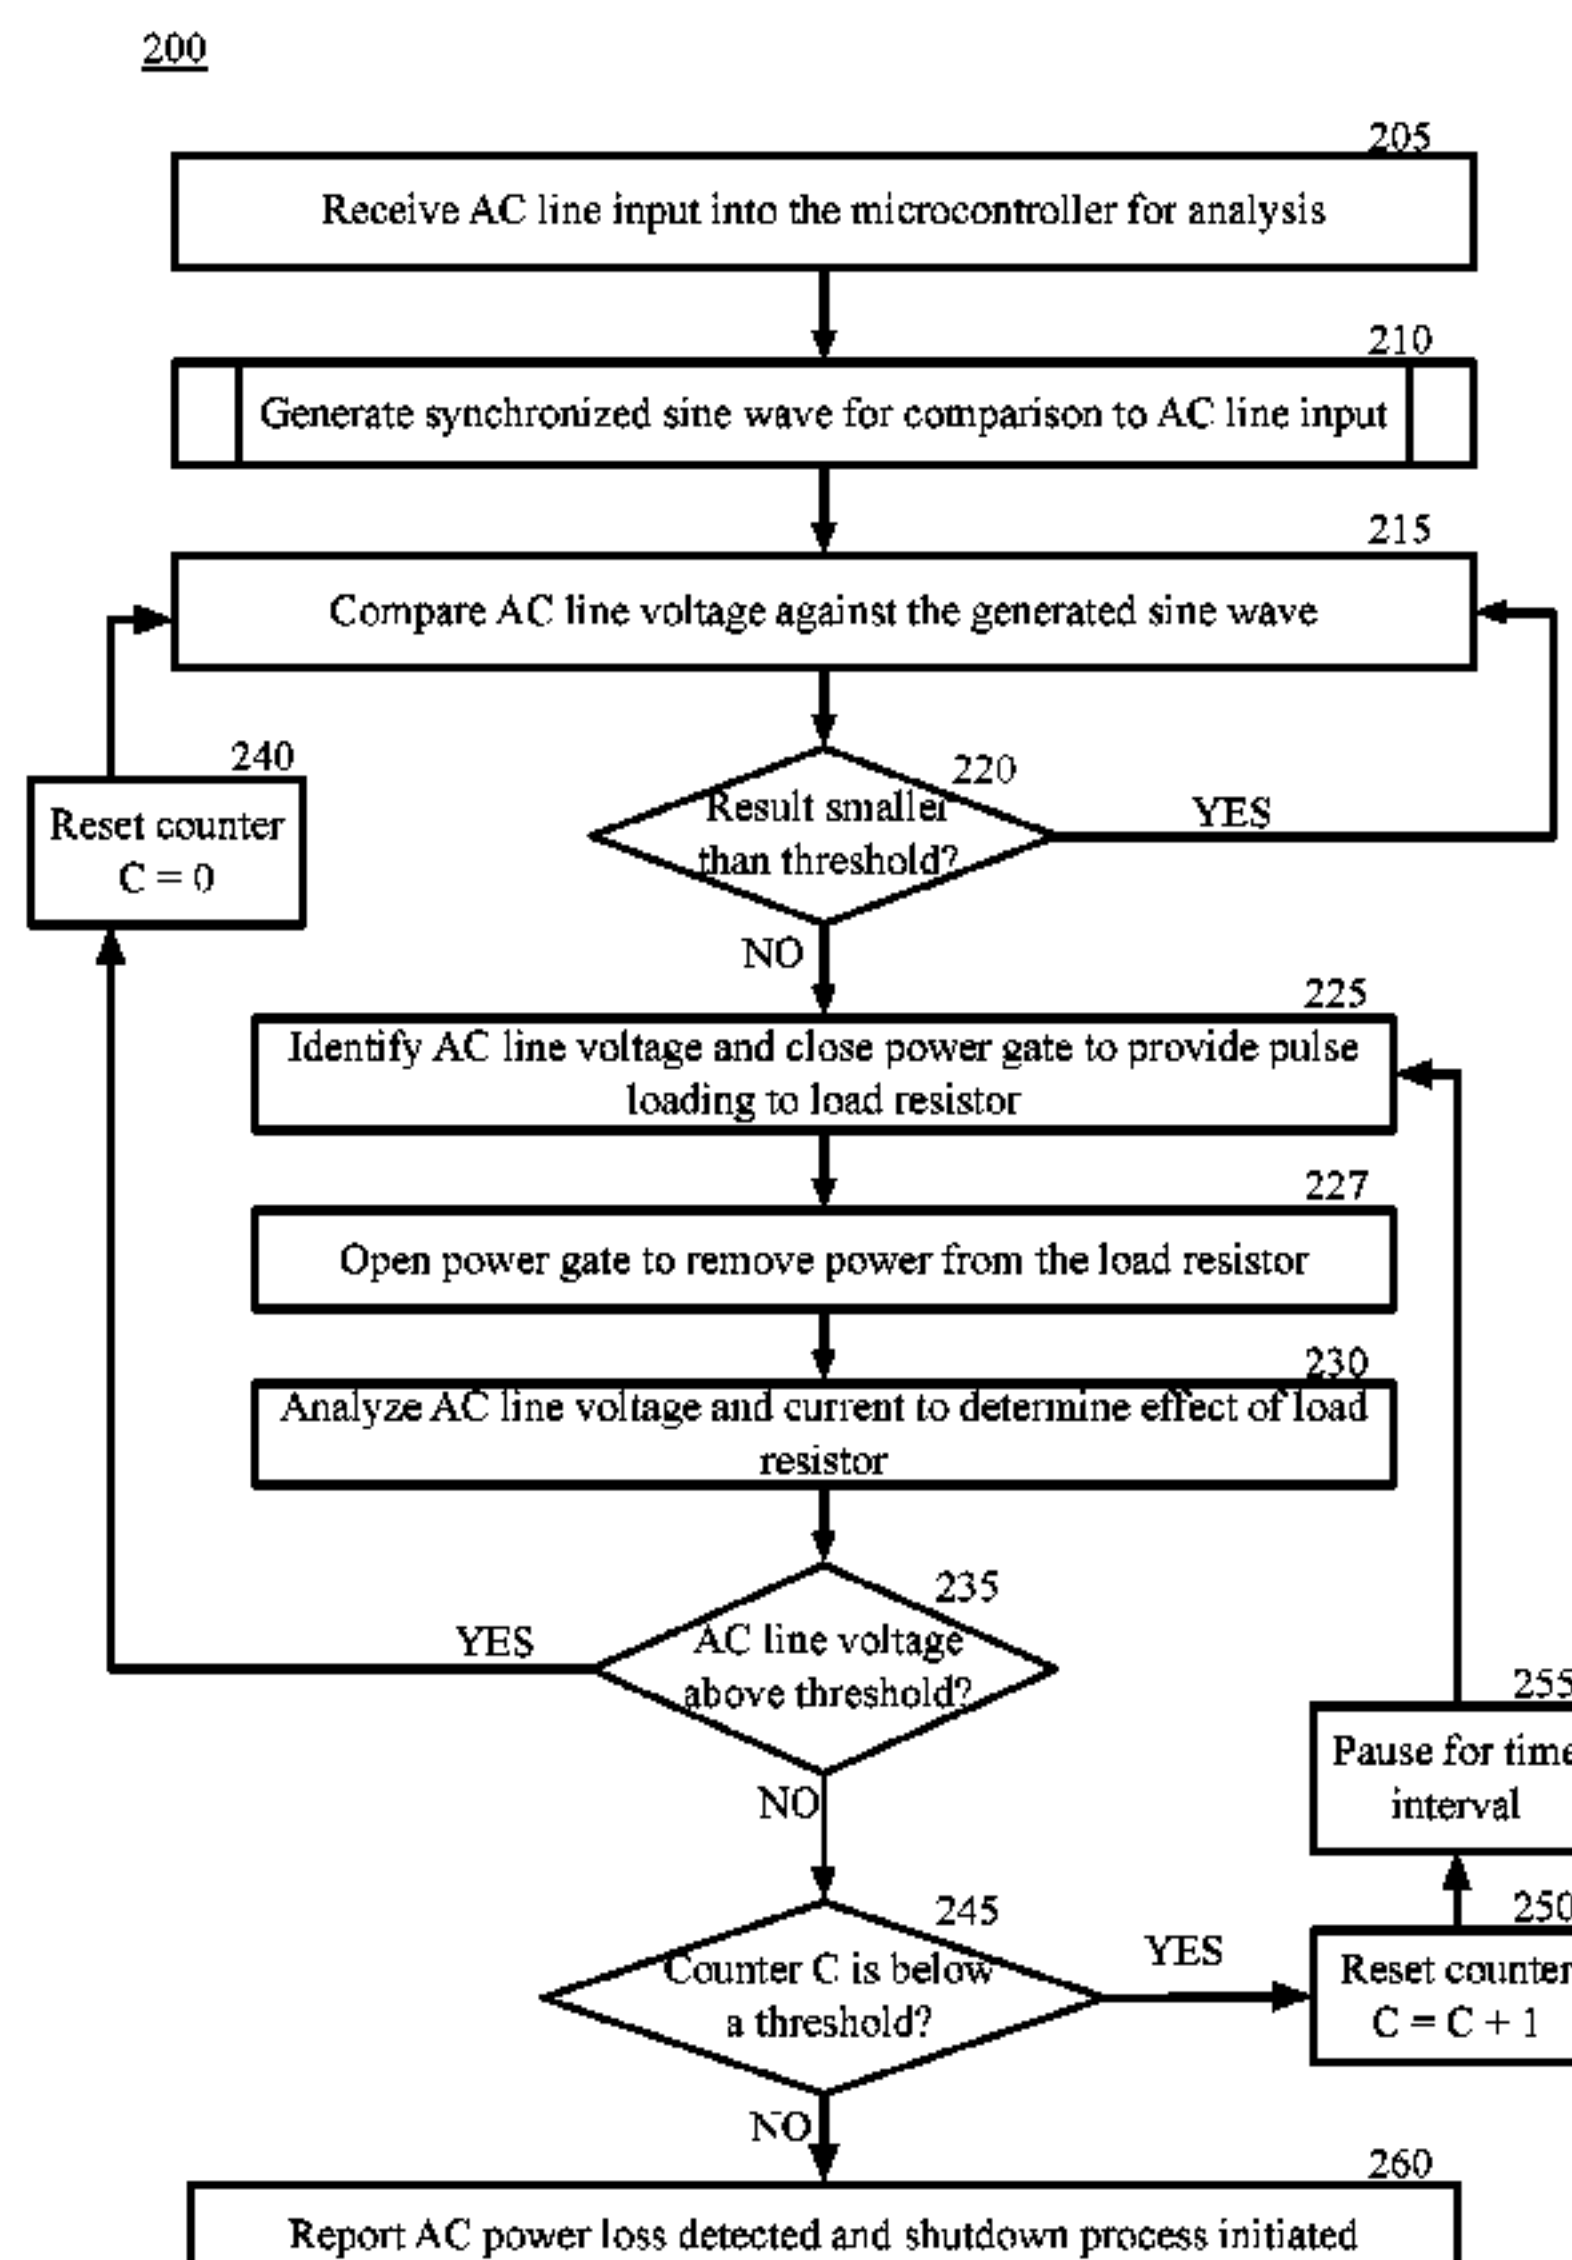 200
205
Receive AC line input into the microcontroller for analysis
210
Generate synchronized sine wave for comparison to AC line input
215
Compare AC line voltage against the generated sine wave
240
Reset counter
C = 0
220
Result smaller
than threshold?
YES
NO
225
Identify AC line voltage and close power gate to provide pulse
loading to load resistor
227
Open power gate to remove power from the load resistor
230
Analyze AC line voltage and current to determine effect of load
resistor
235
AC line voltage
above threshold?
YES
NO
255
Pause for time
interval
245
Counter C is below
a threshold?
YES
250
Reset counter
C = C + 1
NO
260
Report AC power loss detected and shutdown process initiated